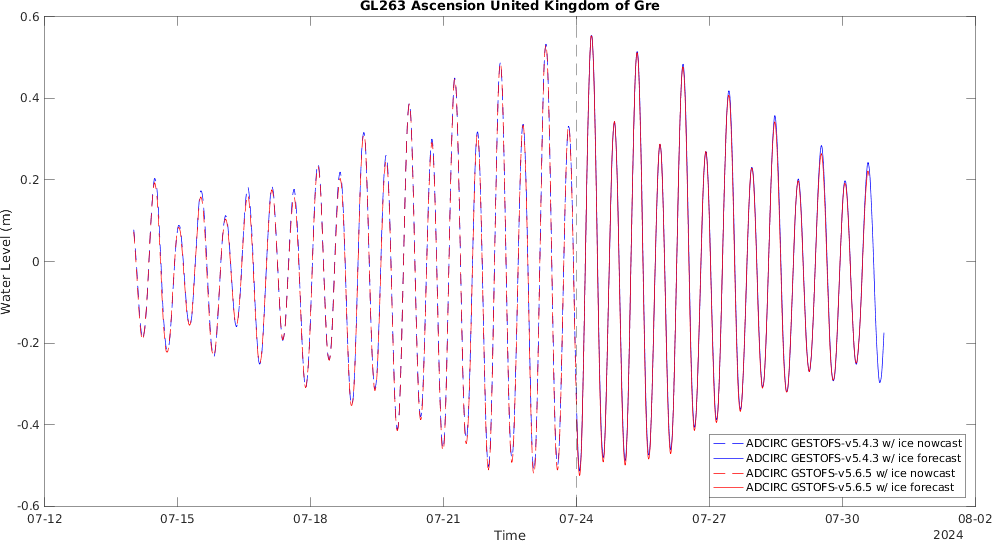 GL263 Ascension United Kingdom of Gre
0.6
0.4
0.2
0
-0.2
-0.4
-0.6
Water Level (m)
ADCIRC GESTOFS-v5.4.3 w/ ice nowcast
ADCIRC GESTOFS-v5.4.3 w/ ice forecast
ADCIRC GSTOFS-v5.6.5 w/ ice nowcast
ADCIRC GSTOFS-v5.6.5 w/ ice forecast
07-12 07-15 07-18 07-21 07-24 07-27 07-30 08-02
Time
2024